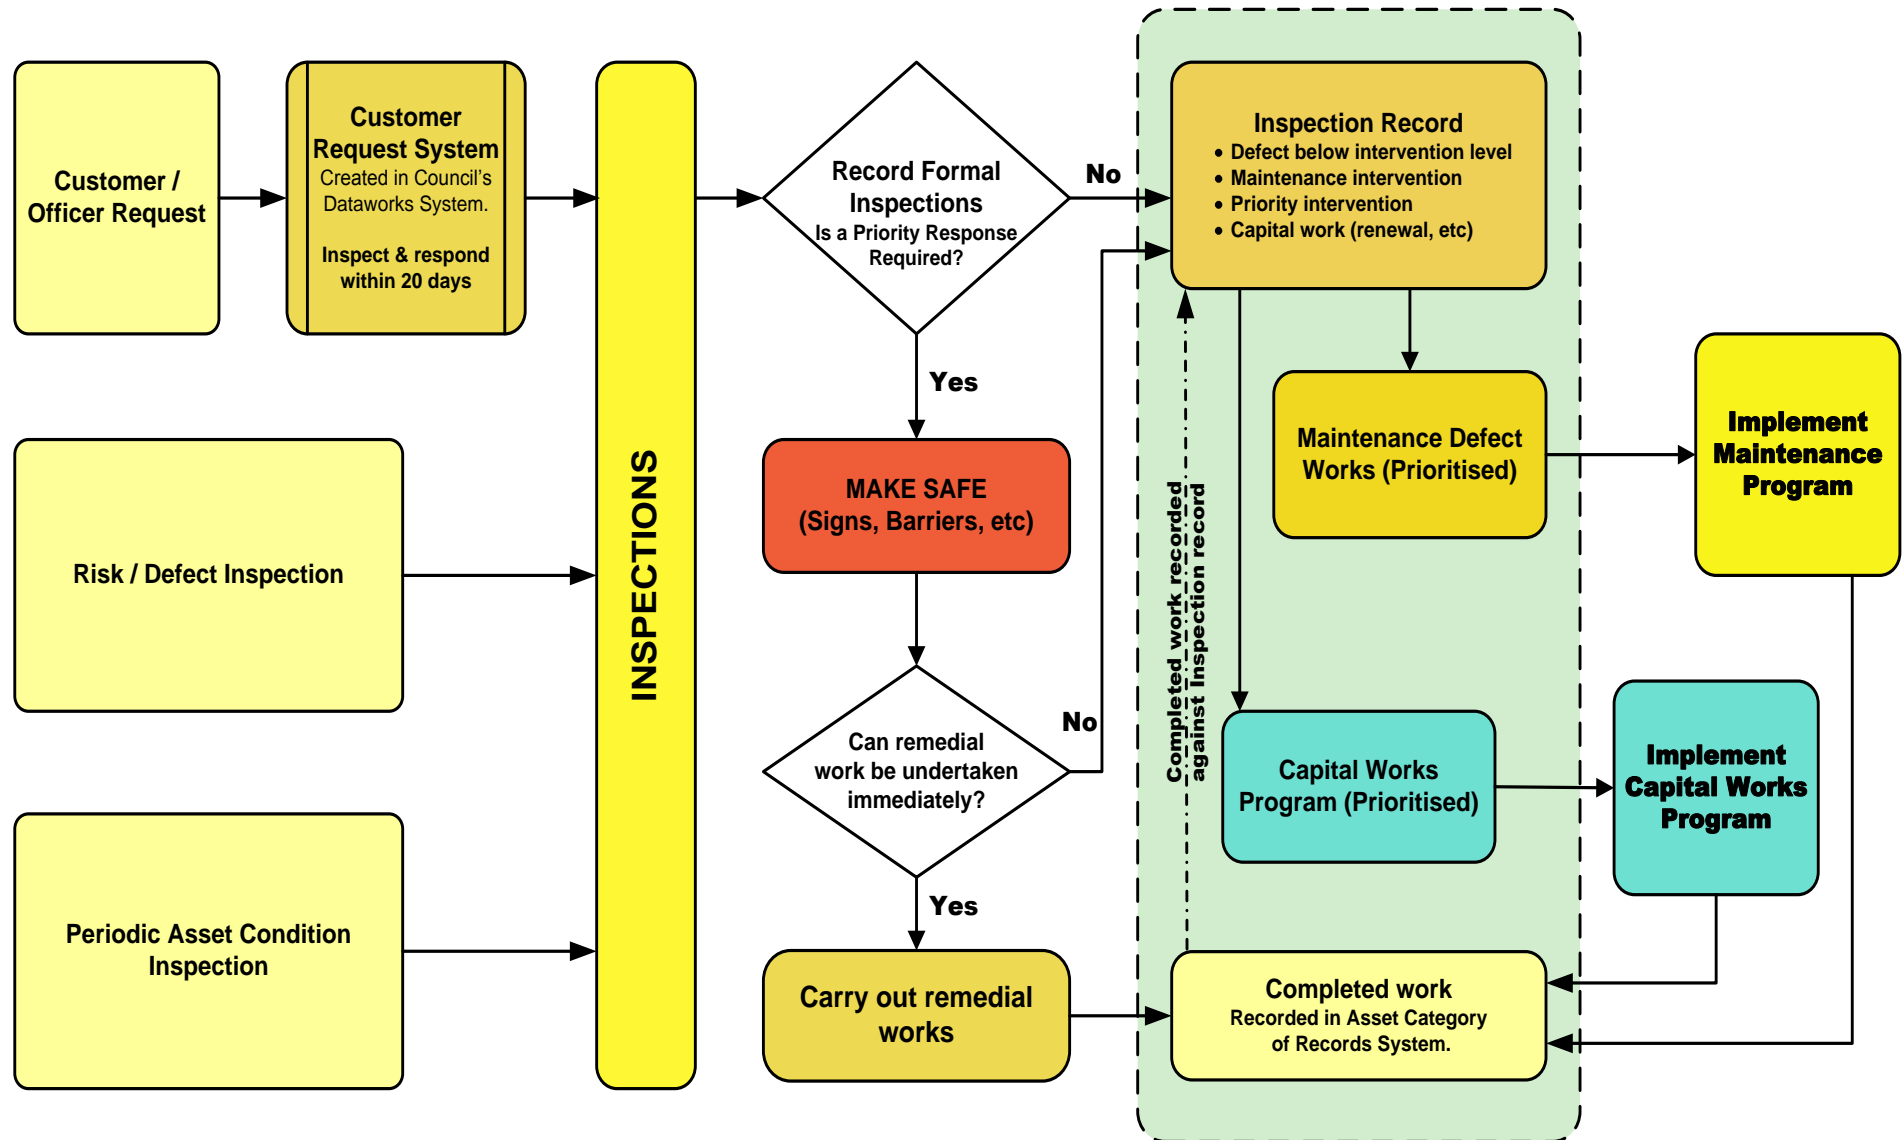 Customer /
Officer Request
Customer
Request System
Created in Council's
Dataworks System.
Inspect & respond
within 20 days
Risk / Defect Inspection
Periodic Asset Condition
Inspection
INSPECTIONS
Record Formal
Inspections
Is a Priority Response
Required?
No
Yes
MAKE SAFE
(Signs, Barriers, etc)
Can remedial
work be undertaken
immediately?
No
Yes
Carry out remedial
works
Inspection Record
• Defect below intervention level
• Maintenance intervention
• Priority intervention
• Capital work (renewal, etc)
Completed work recorded
against Inspection record
Maintenance Defect
Works (Prioritised)
Capital Works
Program (Prioritised)
Completed work
Recorded in Asset Category
of Records System.
Implement
Maintenance
Program
Implement
Capital Works
Program